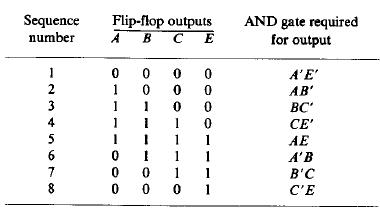 Sequence Flip-flop outputs AND gate required
number A B C E for output
1 0 0 0 0 A'E'
2 1 0 0 0 AB'
3 1 1 0 0 BC'
4 1 1 1 0 CE'
5 1 1 1 1 AE
6 0 1 1 1 A'B
7 0 0 1 1 B'C
8 0 0 0 1 C'E